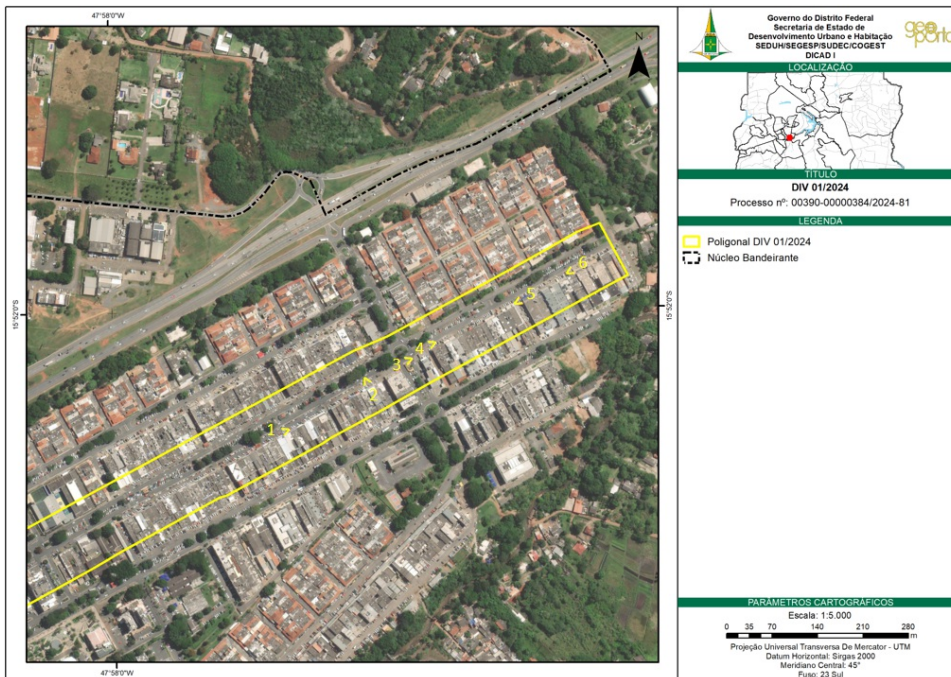 47°58'0"W
N
15°52'0"S
15°52'0"S
1
2
3
4
5
6
47°58'0"W
Governo do Distrito Federal
Secretaria de Estado de
Desenvolvimento Urbano e Habitação
SEDUH/SEGESP/SUDEC/COGEST
DICAD I
geo
portal
LOCALIZAÇÃO
TÍTULO
DIV 01/2024
Processo nº: 00390-00000384/2024-81
LEGENDA
Poligonal DIV 01/2024
Núcleo Bandeirante
PARÂMETROS CARTOGRÁFICOS
Escala: 1:5.000
0 35 70 140 210 280
m
Projeção Universal Transversa De Mercator - UTM
Datum Horizontal: Sirgas 2000
Meridiano Central: 45°
Fuso: 23 Sul